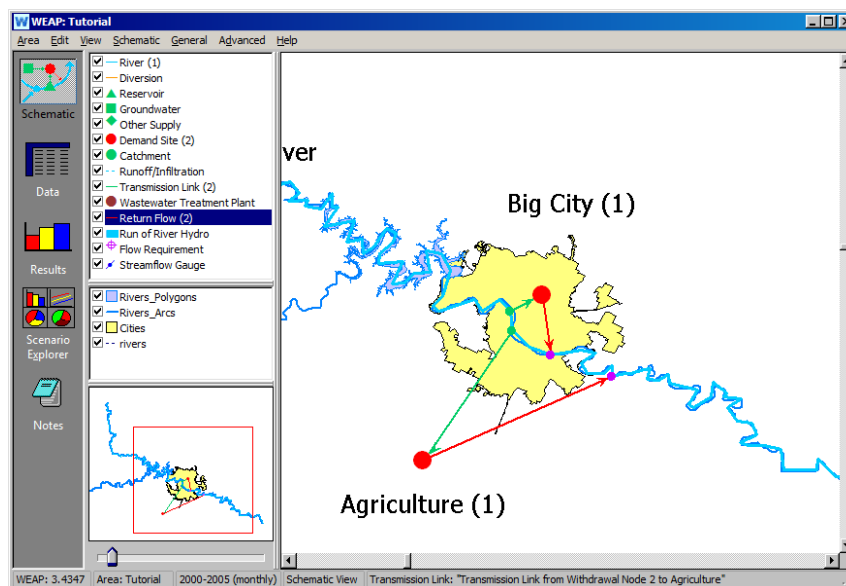 WEAP: Tutorial
Area Edit View Schematic General Advanced Help
Schematic
Data
Results
Scenario
Explorer
Notes
River (1)
Diversion
Reservoir
Groundwater
Other Supply
Demand Site (2)
Catchment
Runoff/Infiltration
Transmission Link (2)
Wastewater Treatment Plant
Return Flow (2)
Run of River Hydro
Flow Requirement
Streamflow Gauge
Rivers_Polygons
Rivers_Arcs
Cities
rivers
ver
Big City (1)
Agriculture (1)
WEAP: 3.4347 Area: Tutorial 2000-2005 (monthly) Schematic View Transmission Link: "Transmission Link from Withdrawal Node 2 to Agriculture"